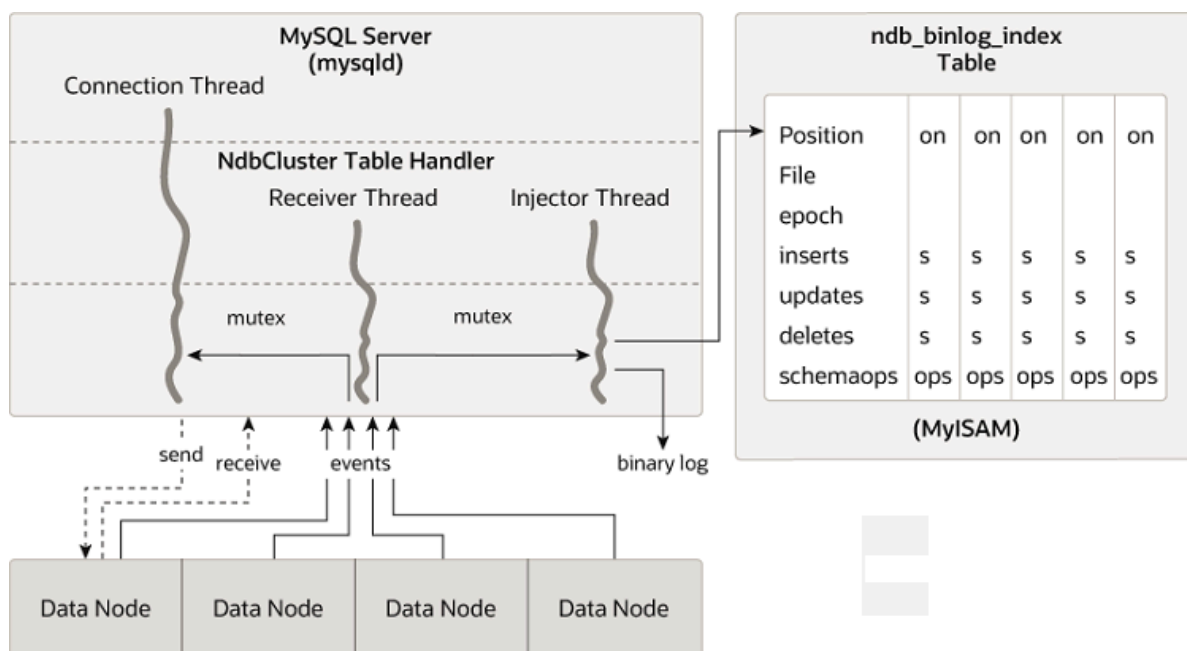 MySQL Server
(mysqld)
Connection Thread
NdbCluster Table Handler
Receiver Thread
Injector Thread
mutex
mutex
send
receive
events
binary log
Data Node
Data Node
Data Node
Data Node
ndb_binlog_index
Table
Position on on on on on
File
epoch
inserts s s s s s
updates s s s s s
deletes s s s s s
schemaops ops ops ops ops ops
(MyISAM)